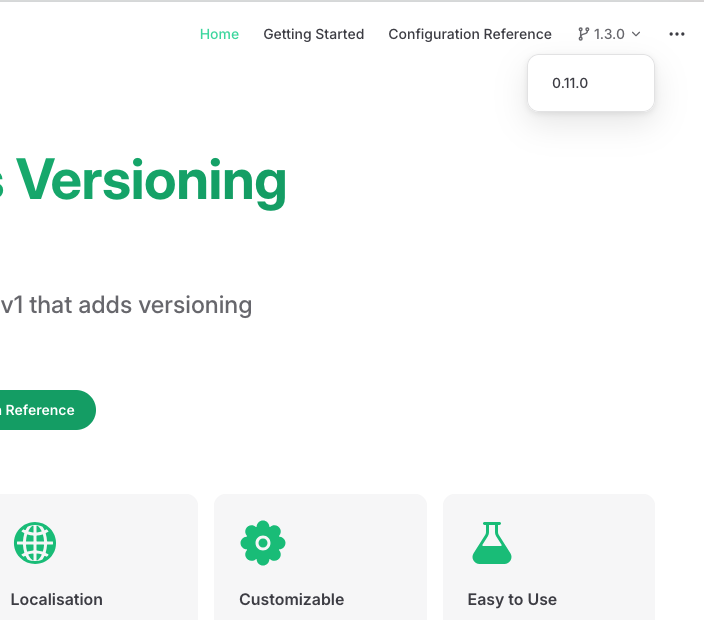 Home Getting Started Configuration Reference 1.3.0
0.11.0
Versioning
v1 that adds versioning
Reference
Localisation Customizable Easy to Use